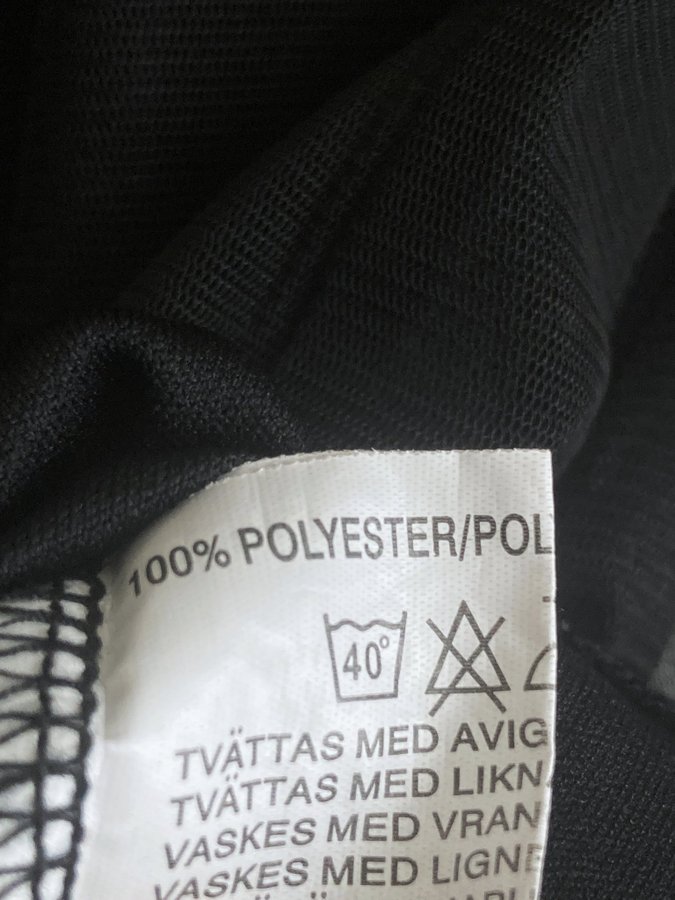 100% POLYESTER/POL
40°
TVÄTTAS MED AVIG
TVÄTTAS MED LIKN
VASKES MED VRAN
VASKES MED LIGNE